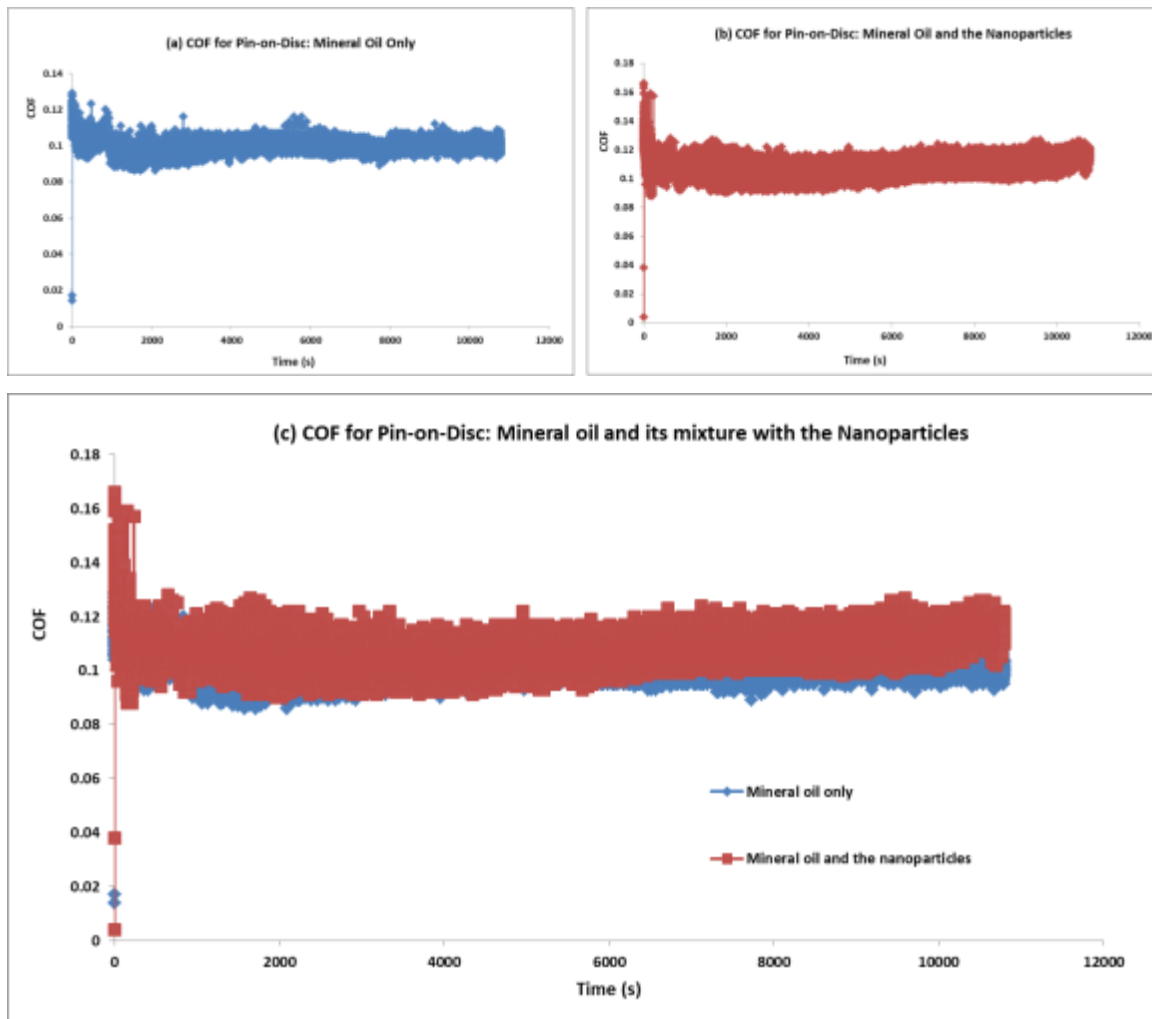 (a) COF for Pin-on-Disc: Mineral Oil Only
0.14
0.12
0.1
0.08
0.06
0.04
0.02
0
COF
0 2000 4000 6000 8000 10000 12000
Time (s)
(b) COF for Pin-on-Disc: Mineral Oil and the Nanoparticles
0.18
0.16
0.14
0.12
0.1
0.08
0.06
0.04
0.02
0
COF
0 2000 4000 6000 8000 10000 12000
Time (s)
(c) COF for Pin-on-Disc: Mineral oil and its mixture with the Nanoparticles
0.18
0.16
0.14
0.12
0.1
0.08
0.06
0.04
0.02
0
COF
Mineral oil only
Mineral oil and the nanoparticles
0 2000 4000 6000 8000 10000 12000
Time (s)